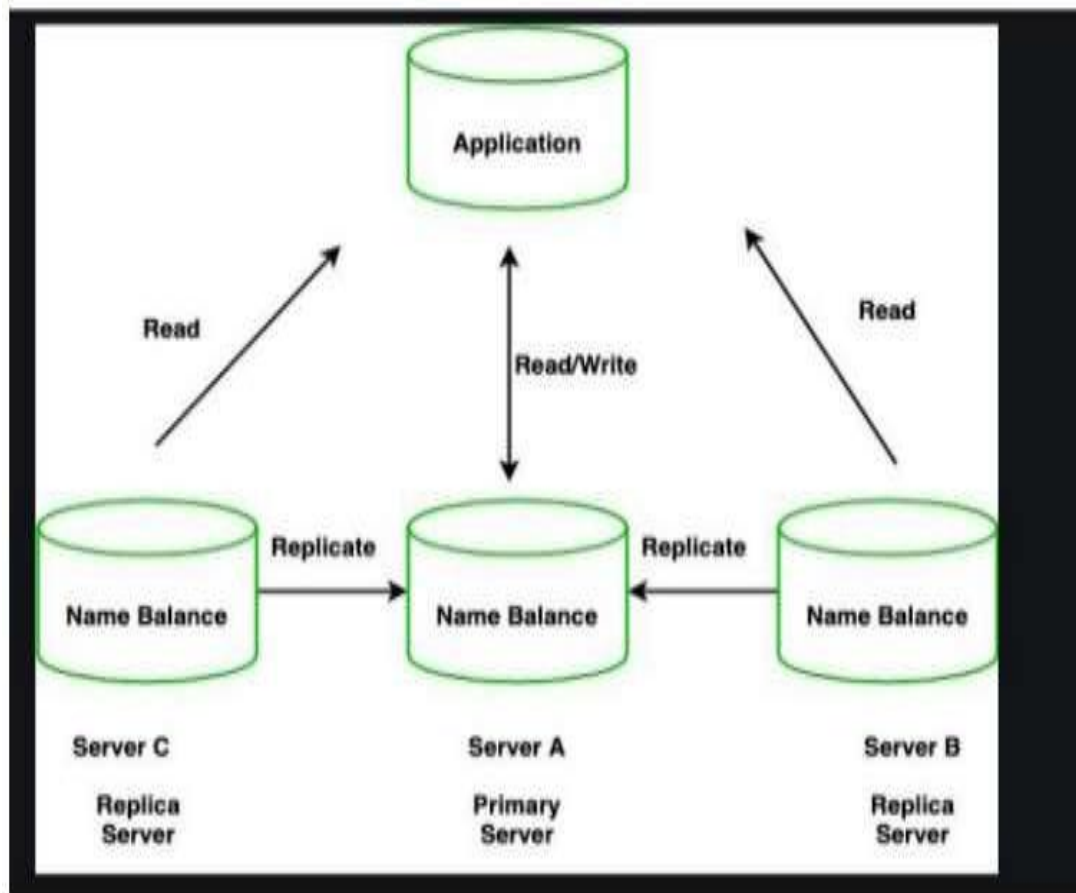 Application
Read
Read
Read/Write
Replicate
Replicate
Name Balance
Name Balance
Name Balance
Server C
Server A
Server B
Replica
Server
Primary
Server
Replica
Server